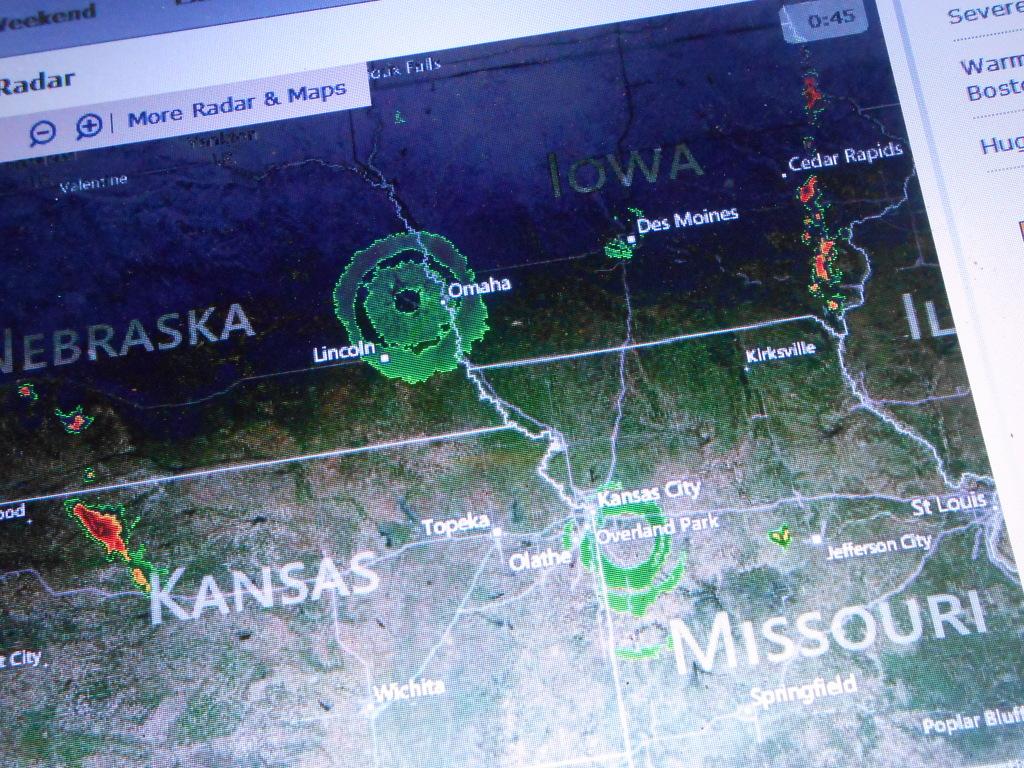 Weekend
0:45
Severe
Radar
More Radar & Maps
Warm
Bosto
Hug
Valentine
IOWA
Cedar Rapids
Des Moines
Omaha
NEBRASKA
Lincoln
Kirksville
IL
Kansas City
St Louis
Topeka
Overland Park
Olathe
Jefferson City
KANSAS
MISSOURI
t City
Wichita
Springfield
Poplar Bluff